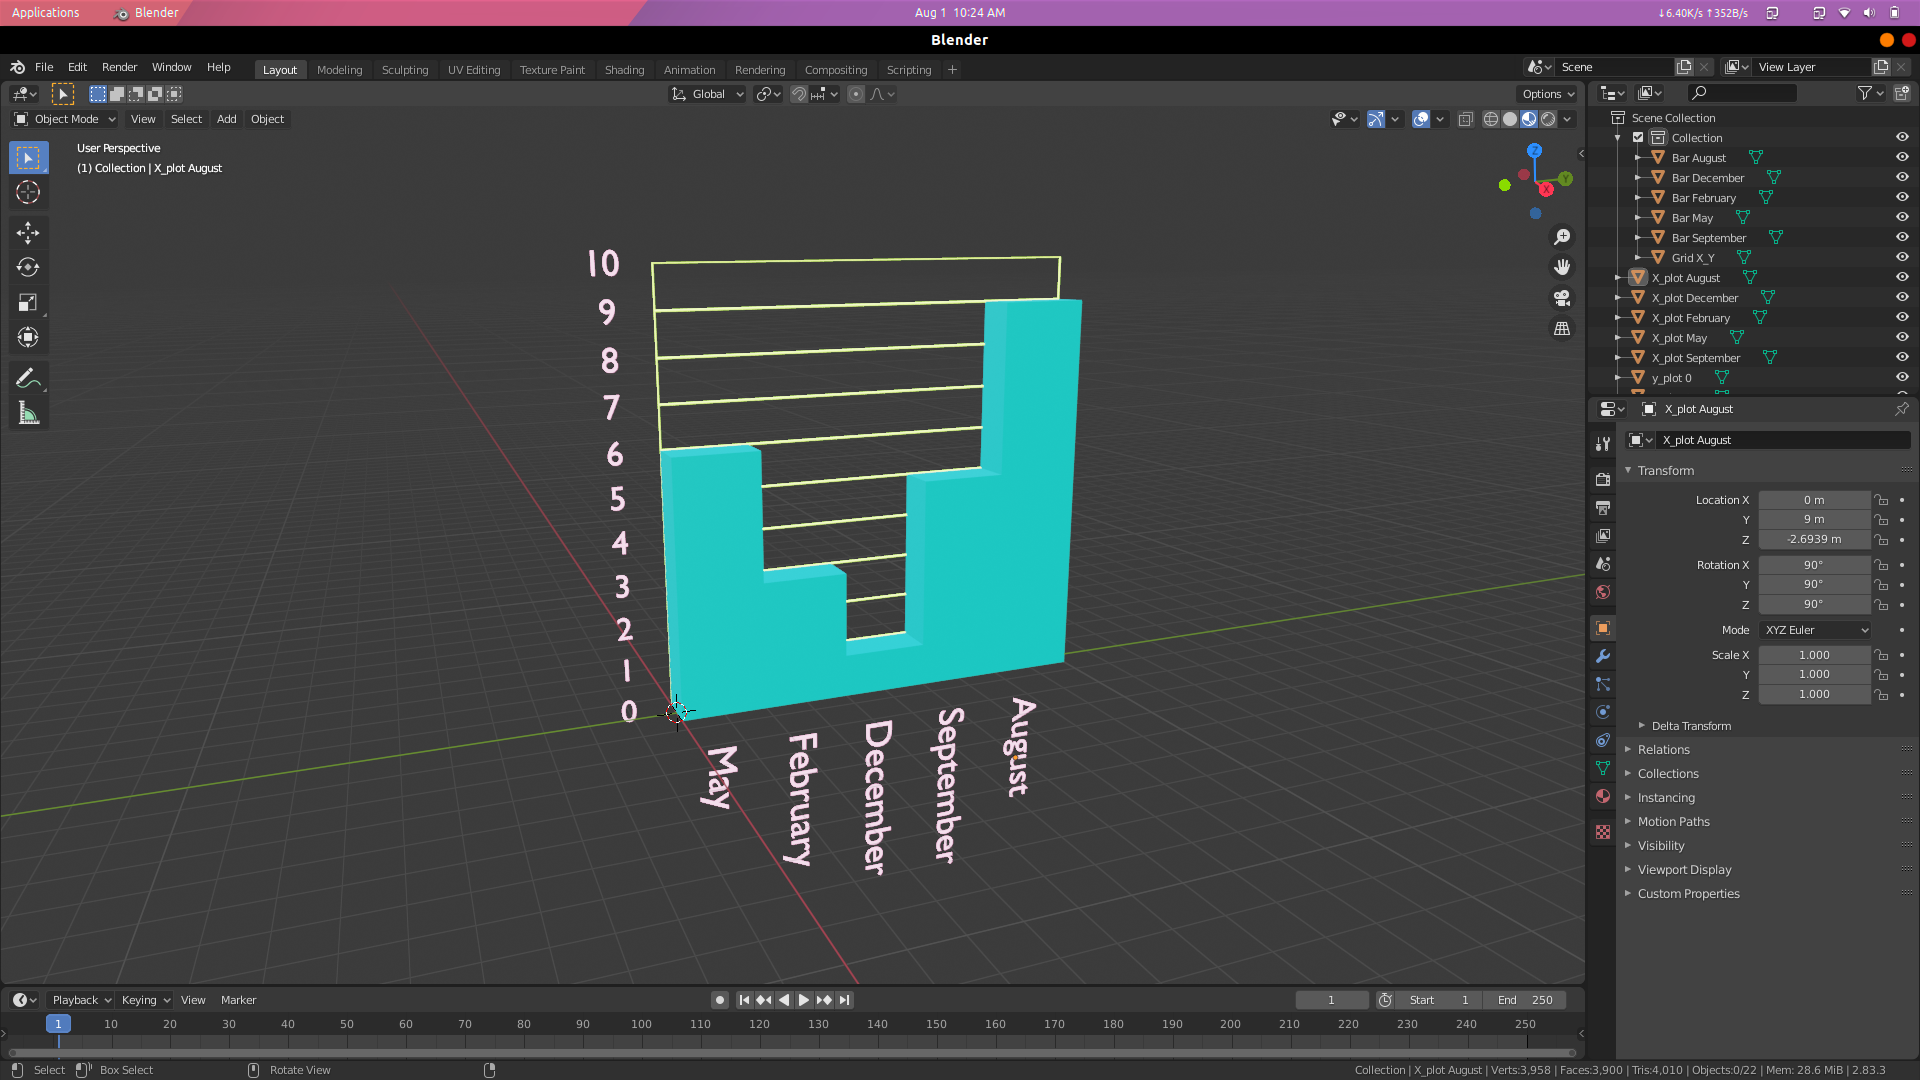 Applications Blender Aug 1 10:24 AM ↓6.40K/s ↑352B/s
Blender
File Edit Render Window Help Layout Modeling Sculpting UV Editing Texture Paint Shading Animation Rendering Compositing Scripting + Scene View Layer
Global Options
Object Mode View Select Add Object
User Perspective
(1) Collection | X_plot August
Z
Y
X
10
9
8
7
6
5
4
3
2
1
0
May
February
December
September
August
Scene Collection
Collection
Bar August
Bar December
Bar February
Bar May
Bar September
Grid X_Y
X_plot August
X_plot December
X_plot February
X_plot May
X_plot September
y_plot 0
X_plot August
X_plot August
Transform
Location X 0 m
Y 9 m
Z -2.6939 m
Rotation X 90°
Y 90°
Z 90°
Mode XYZ Euler
Scale X 1.000
Y 1.000
Z 1.000
Delta Transform
Relations
Collections
Instancing
Motion Paths
Visibility
Viewport Display
Custom Properties
Playback Keying View Marker 1 Start 1 End 250
1 10 20 30 40 50 60 70 80 90 100 110 120 130 140 150 160 170 180 190 200 210 220 230 240 250
Select Box Select Rotate View Collection | X_plot August | Verts:3,958 | Faces:3,900 | Tris:4,010 | Objects:0/22 | Mem: 28.6 MiB | 2.83.3